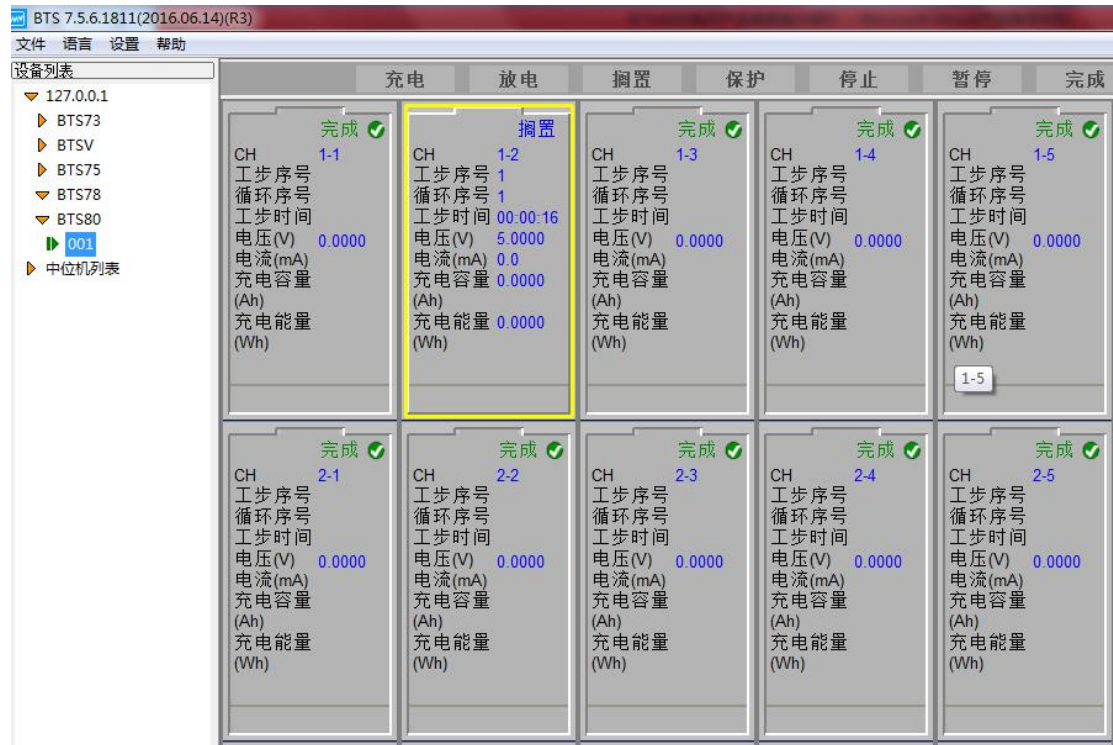 BTS 7.5.6.1811(2016.06.14)(R3)
文件 语言 设置 帮助
设备列表
127.0.0.1
BTS73
BTSV
BTS75
BTS78
BTS80
001
中位机列表
充电 放电 搁置 保护 停止 暂停 完成
完成
CH 1-1
工步序号
循环序号
工步时间
电压(V) 0.0000
电流(mA)
充电容量
(Ah)
充电能量
(Wh)
搁置
CH 1-2
工步序号 1
循环序号 1
工步时间 00:00:16
电压(V) 5.0000
电流(mA) 0.0
充电容量 0.0000
(Ah)
充电能量 0.0000
(Wh)
完成
CH 1-3
工步序号
循环序号
工步时间
电压(V) 0.0000
电流(mA)
充电容量
(Ah)
充电能量
(Wh)
完成
CH 1-4
工步序号
循环序号
工步时间
电压(V) 0.0000
电流(mA)
充电容量
(Ah)
充电能量
(Wh)
完成
CH 1-5
工步序号
循环序号
工步时间
电压(V) 0.0000
电流(mA)
充电容量
(Ah)
充电能量
(Wh)
1-5
完成
CH 2-1
工步序号
循环序号
工步时间
电压(V) 0.0000
电流(mA)
充电容量
(Ah)
充电能量
(Wh)
完成
CH 2-2
工步序号
循环序号
工步时间
电压(V) 0.0000
电流(mA)
充电容量
(Ah)
充电能量
(Wh)
完成
CH 2-3
工步序号
循环序号
工步时间
电压(V) 0.0000
电流(mA)
充电容量
(Ah)
充电能量
(Wh)
完成
CH 2-4
工步序号
循环序号
工步时间
电压(V) 0.0000
电流(mA)
充电容量
(Ah)
充电能量
(Wh)
完成
CH 2-5
工步序号
循环序号
工步时间
电压(V) 0.0000
电流(mA)
充电容量
(Ah)
充电能量
(Wh)